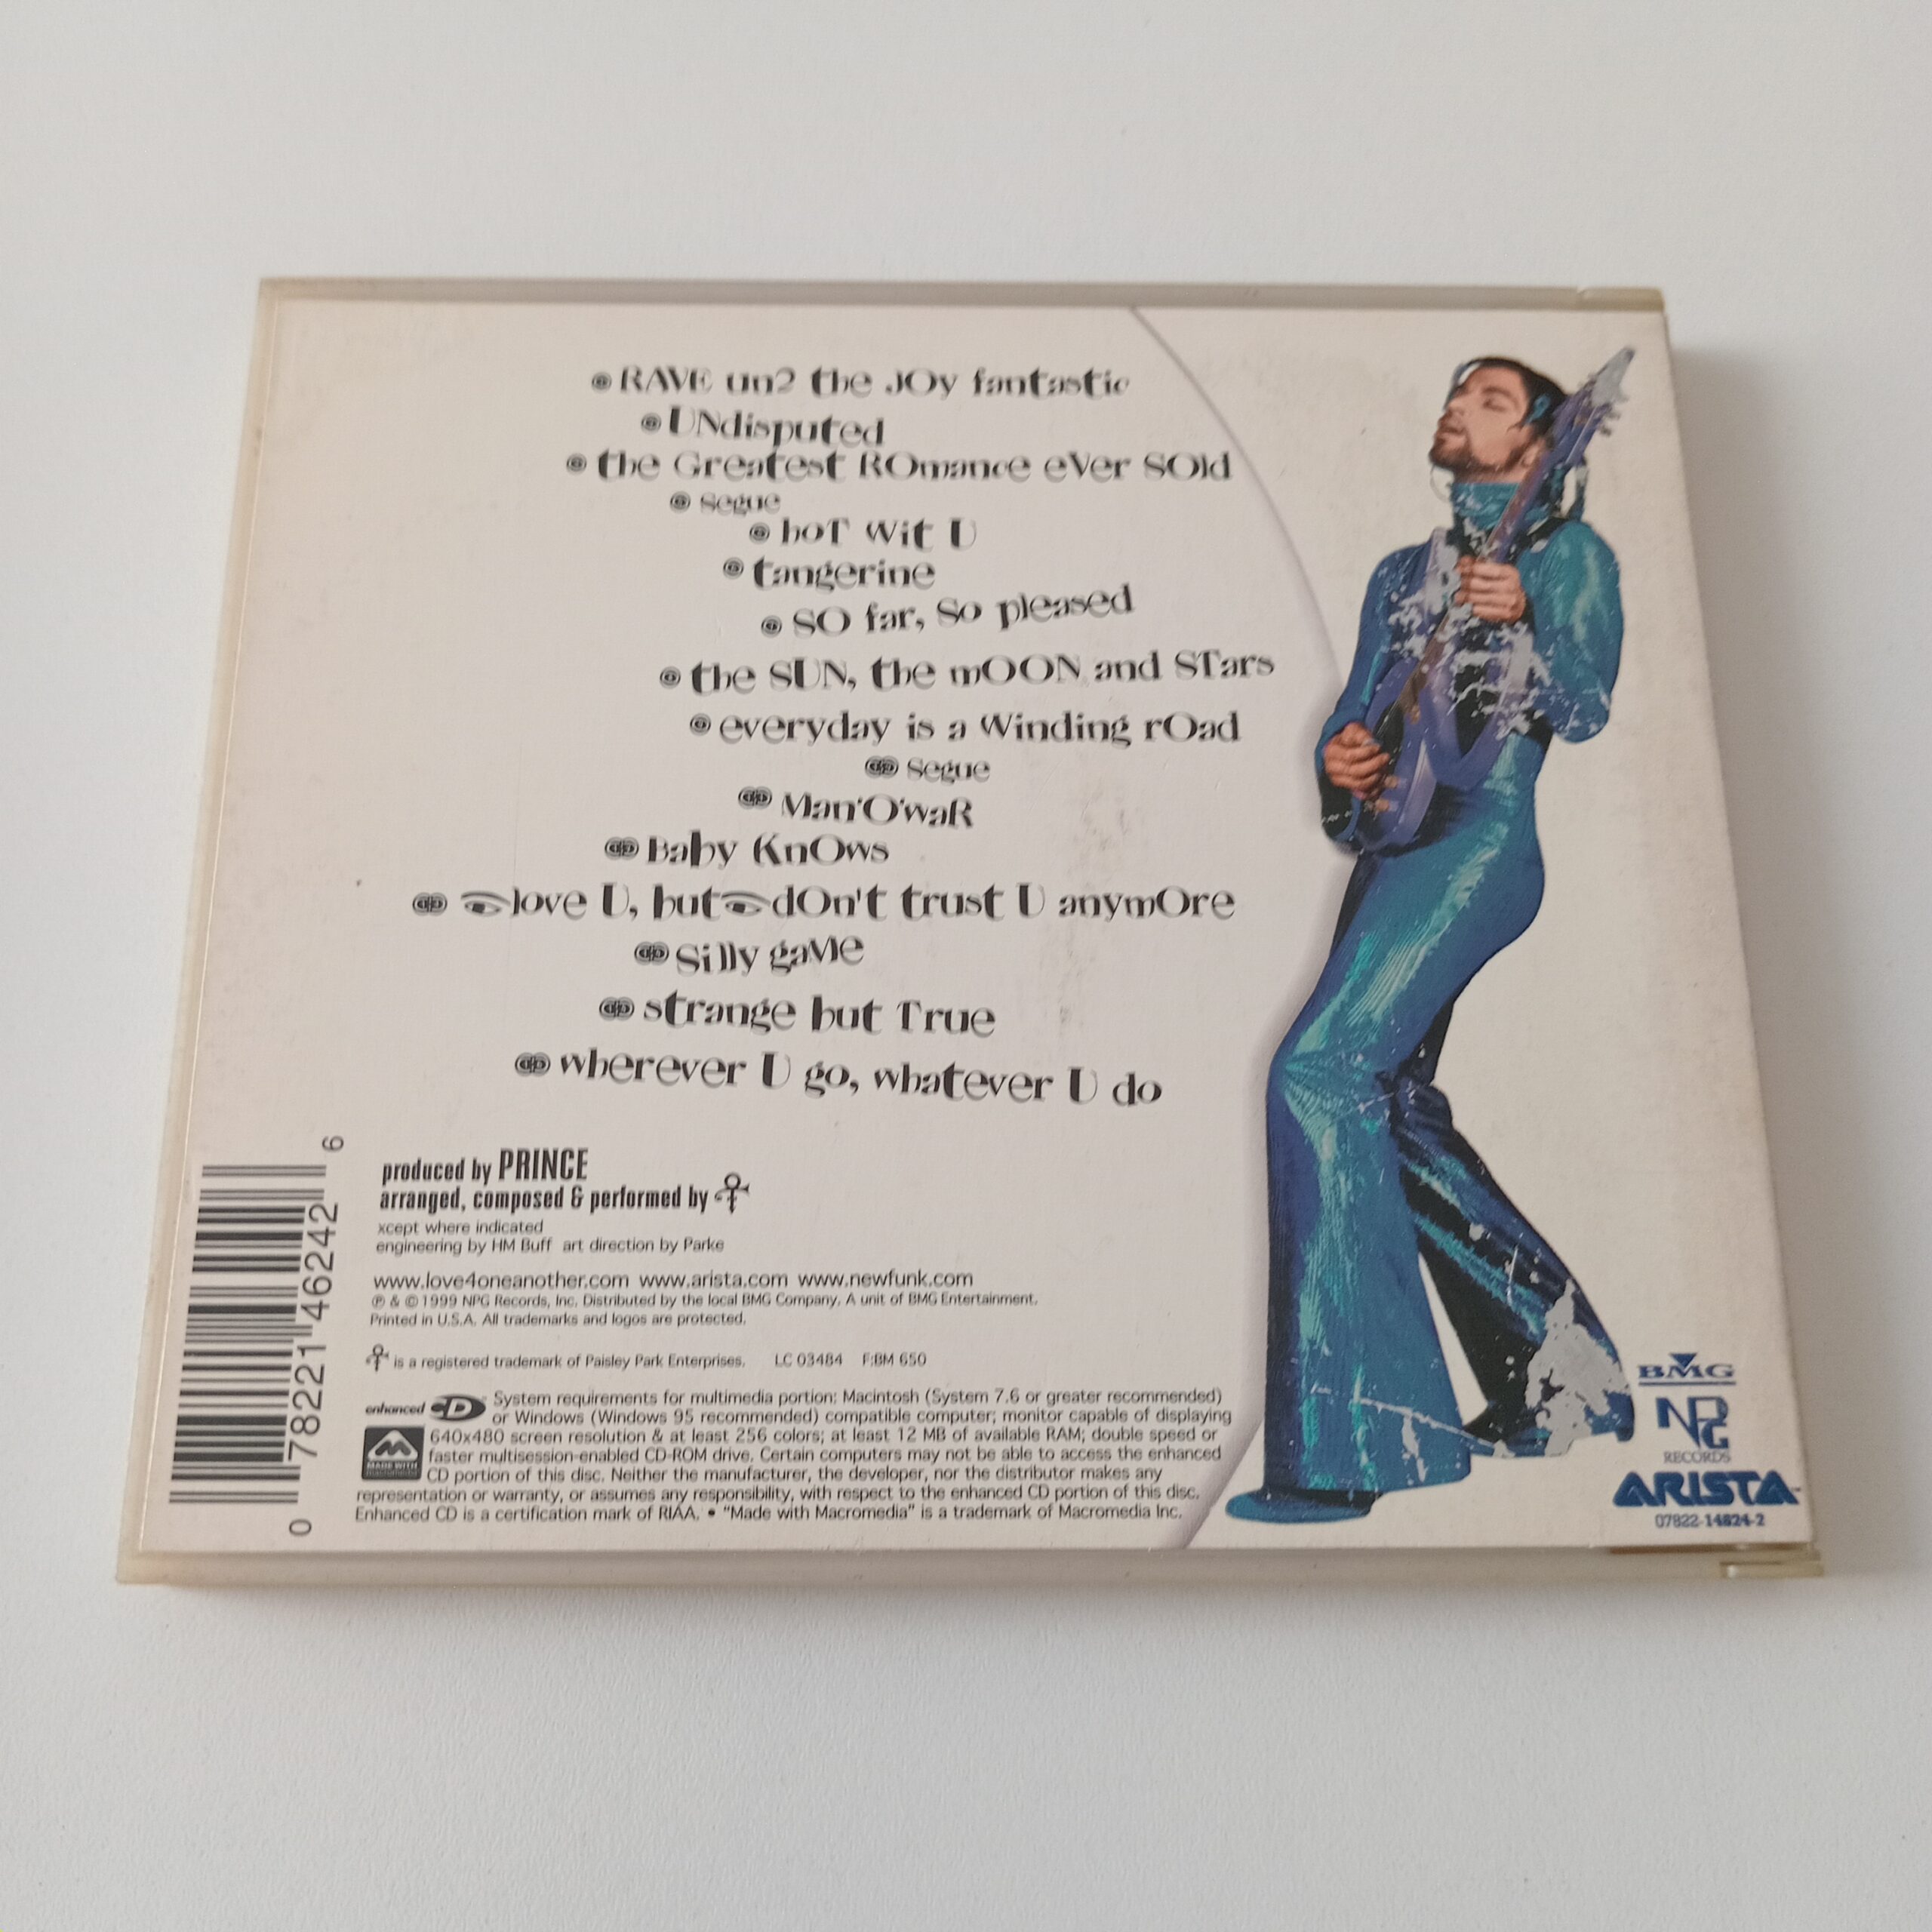 RAVE un2 the JOy fantastic
UNdisputed
the Greatest ROmance eVer SOld
Segue
hoT Wit U
tangerine
SO far, So pleased
the SUN, the mOON and STars
everyday is a Winding rOad
Segue
Man'O'waR
Baby KnOws
love U, but dOn't trust U anymOre
Silly gaMe
strange but True
wherever U go, whatever U do
produced by PRINCE
arranged, composed & performed by
xcept where indicated
engineering by HM Buff art direction by Parke
www.love4oneanother.com www.arista.com www.newfunk.com
℗ & © 1999 NPG Records, Inc. Distributed by the local BMG Company. A unit of BMG Entertainment.
Printed in U.S.A. All trademarks and logos are protected.
is a registered trademark of Paisley Park Enterprises. LC 03484 F:BM 650
enhanced CD System requirements for multimedia portion: Macintosh (System 7.6 or greater recommended)
or Windows (Windows 95 recommended) compatible computer; monitor capable of displaying
640x480 screen resolution & at least 256 colors; at least 12 MB of available RAM; double speed or
faster multisession-enabled CD-ROM drive. Certain computers may not be able to access the enhanced
MADE WITH
CD portion of this disc. Neither the manufacturer, the developer, nor the distributor makes any
representation or warranty, or assumes any responsibility, with respect to the enhanced CD portion of this disc.
Enhanced CD is a certification mark of RIAA. • "Made with Macromedia" is a trademark of Macromedia Inc.
0 78221 46242 6
BMG
NPG
RECORDS
ARISTA
07822-14624-2